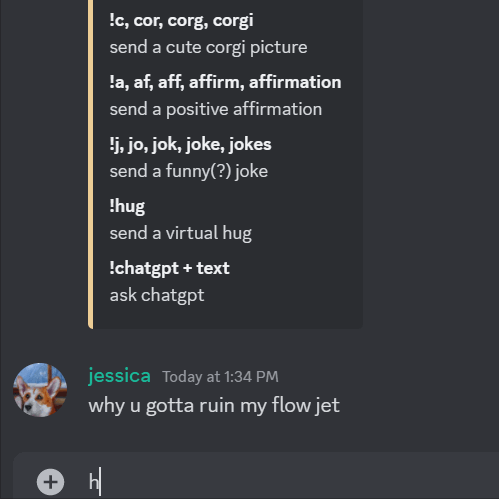 !c, cor, corg, corgi
send a cute corgi picture
!a, af, aff, affirm, affirmation
send a positive affirmation
!j, jo, jok, joke, jokes
send a funny(?) joke
!hug
send a virtual hug
!chatgpt + text
ask chatgpt
jessica Today at 1:34 PM
why u gotta ruin my flow jet
h